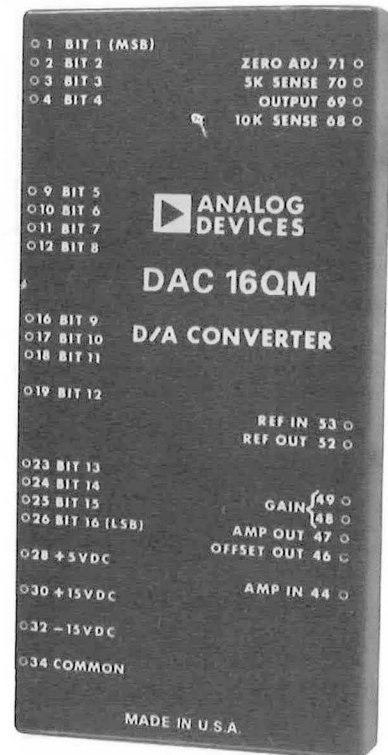 1 BIT 1 (MSB)
2 BIT 2
3 BIT 3
4 BIT 4
ZERO ADJ 71
5K SENSE 70
OUTPUT 69
10K SENSE 68
9 BIT 5
10 BIT 6
11 BIT 7
12 BIT 8
ANALOG
DEVICES
DAC 16QM
D/A CONVERTER
16 BIT 9
17 BIT 10
18 BIT 11
19 BIT 12
REF IN 53
REF OUT 52
23 BIT 13
24 BIT 14
25 BIT 15
26 BIT 16 (LSB)
GAIN { 49
48
AMP OUT 47
OFFSET OUT 46
28 +5VDC
30 +15VDC
AMP IN 44
32 -15VDC
34 COMMON
MADE IN U.S.A.